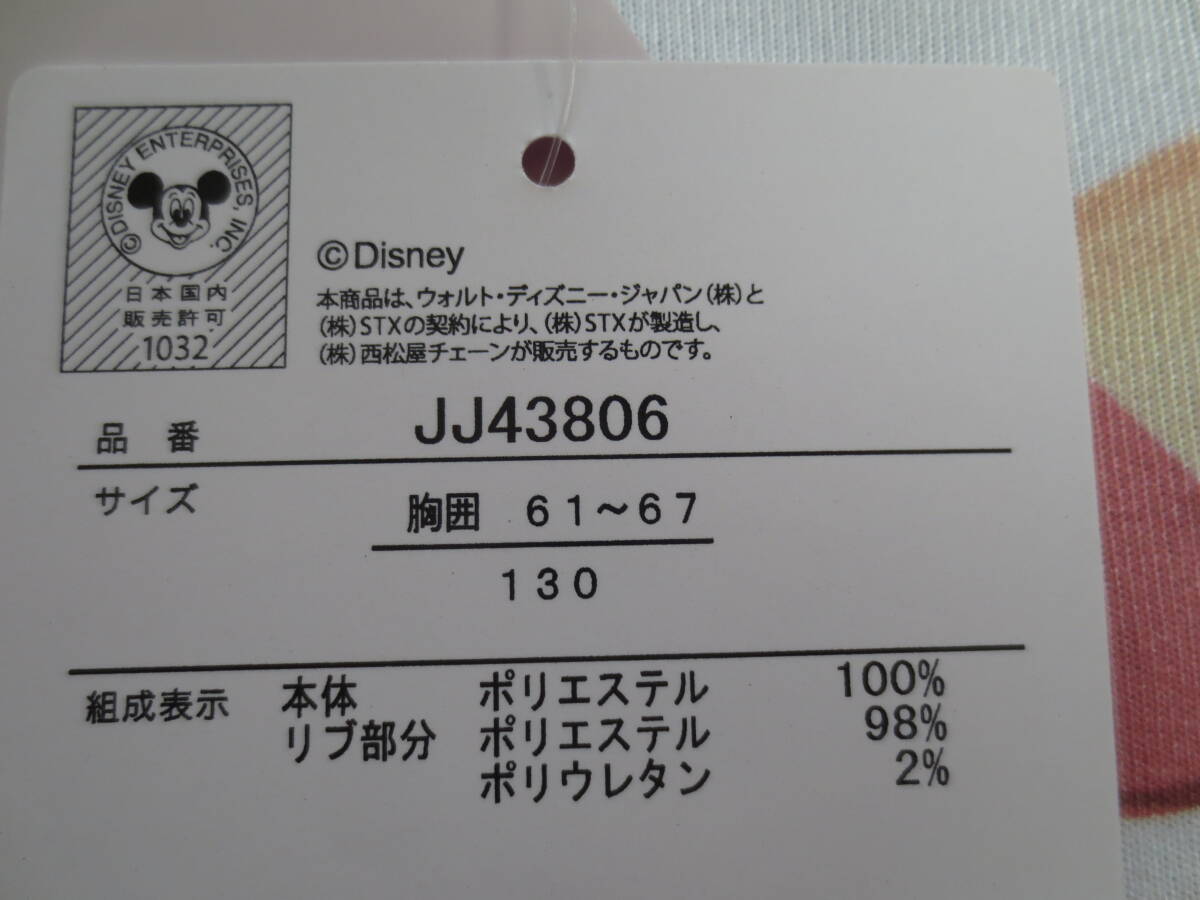 ©DISNEY ENTERPRISES, INC.
日本国内
販売許可
1032
©Disney
本商品は、ウォルト・ディズニー・ジャパン(株)と
(株)STXの契約により、(株)STXが製造し、
(株)西松屋チェーンが販売するものです。
品 番 JJ43806
サイズ 胸囲 61～67
130
組成表示 本体 ポリエステル 100%
リブ部分 ポリエステル 98%
ポリウレタン 2%